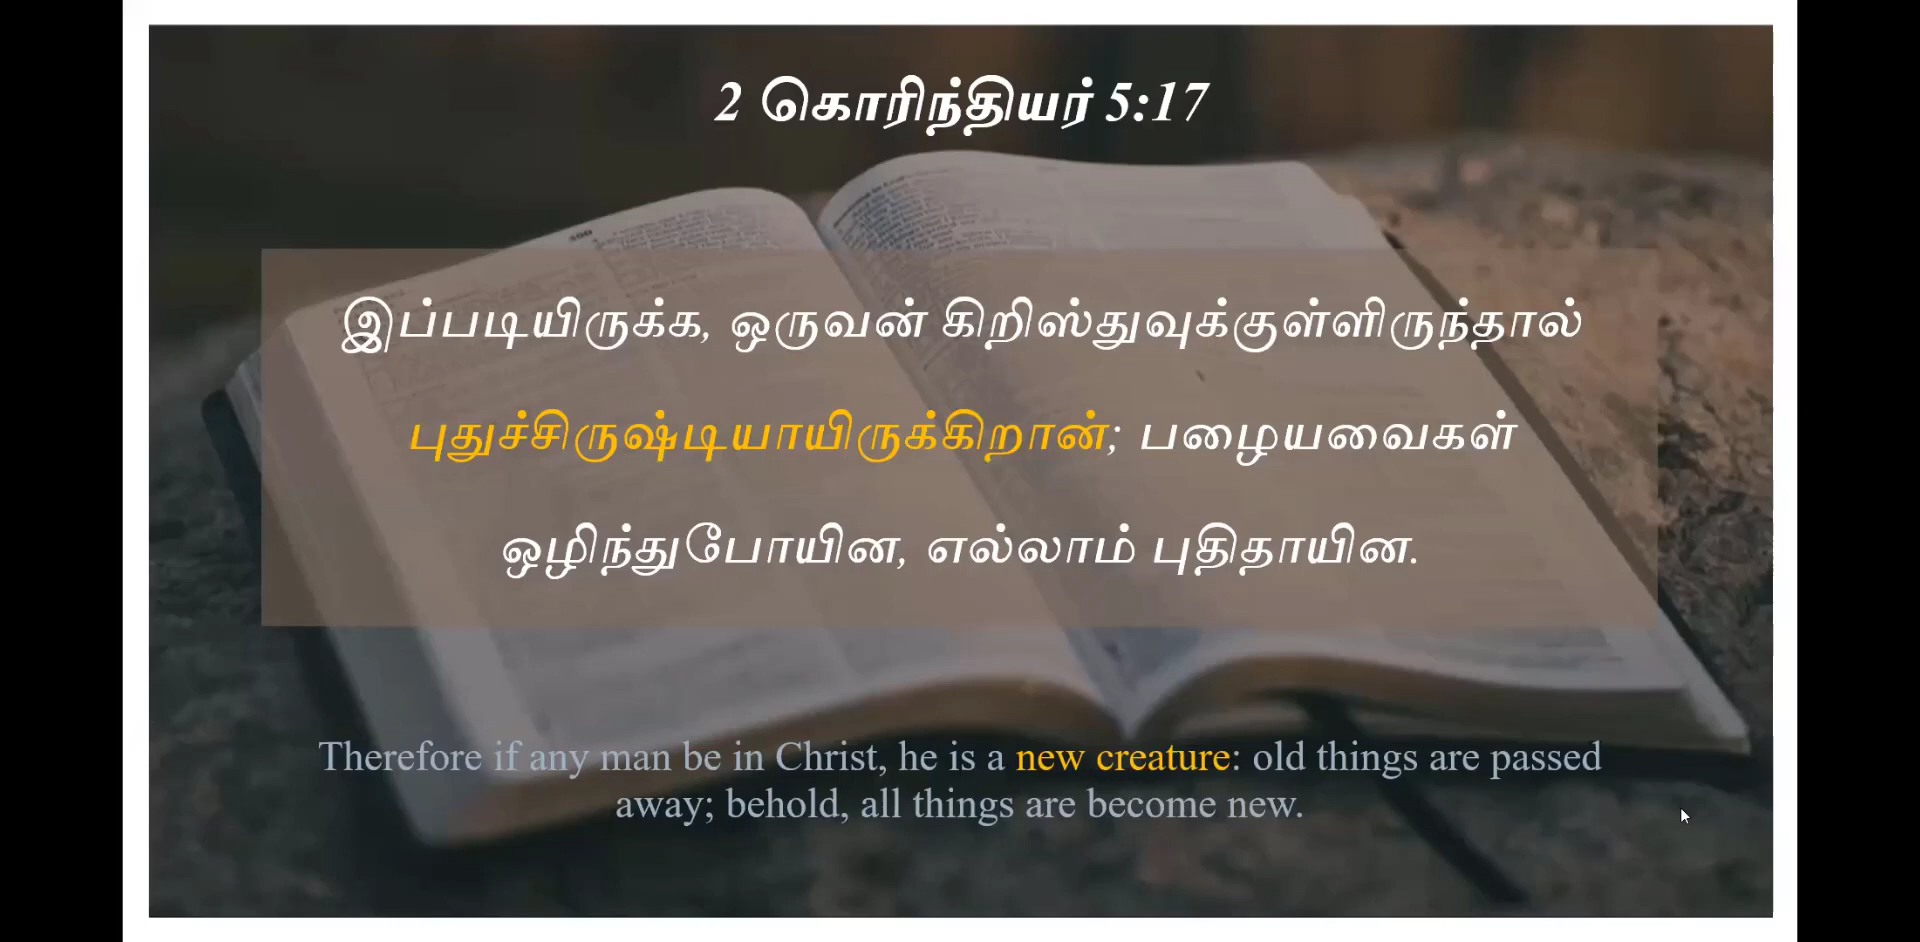 2 கொரிந்தியர் 5:17
இப்படியிருக்க, ஒருவன் கிறிஸ்துவுக்குள்ளிருந்தால்
புதுச்சிருஷ்டியாயிருக்கிறான்; பழையவைகள்
ஒழிந்துபோயின, எல்லாம் புதிதாயின.
Therefore if any man be in Christ, he is a new creature: old things are passed
away; behold, all things are become new.